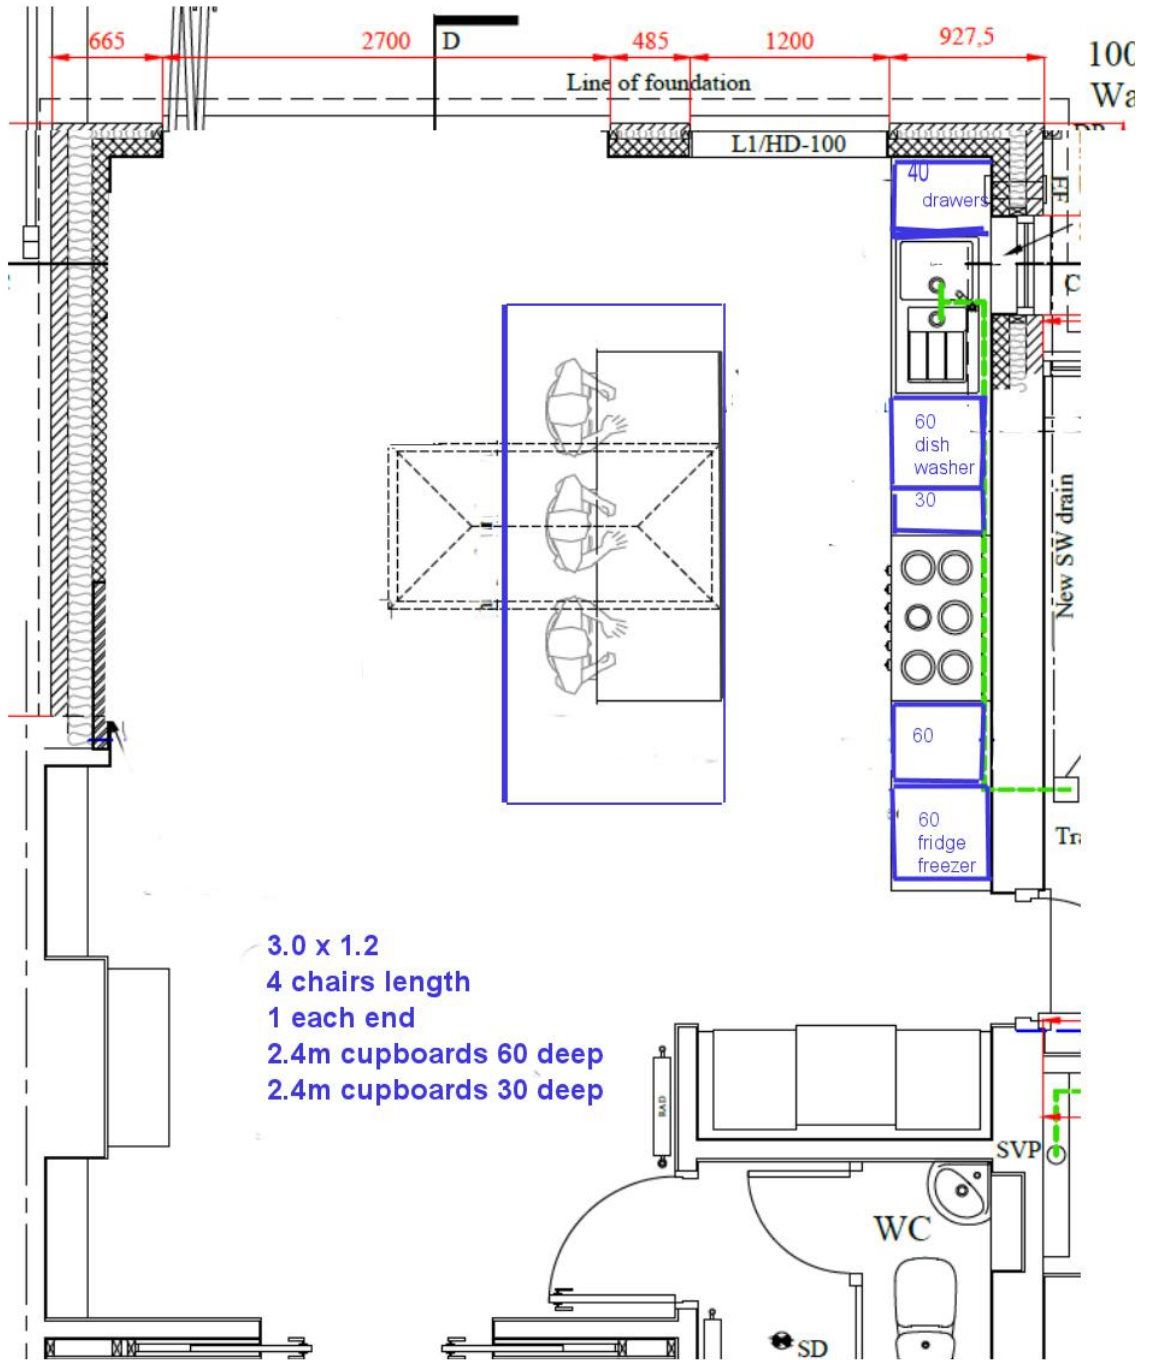 665
2700
D
485
1200
927,5
100
Wa
Line of foundation
L1/HD-100
40
drawers
C
60
dish
washer
30
New SW drain
60
60
fridge
freezer
3.0 x 1.2
4 chairs length
1 each end
2.4m cupboards 60 deep
2.4m cupboards 30 deep
RAD
SVP
WC
SD